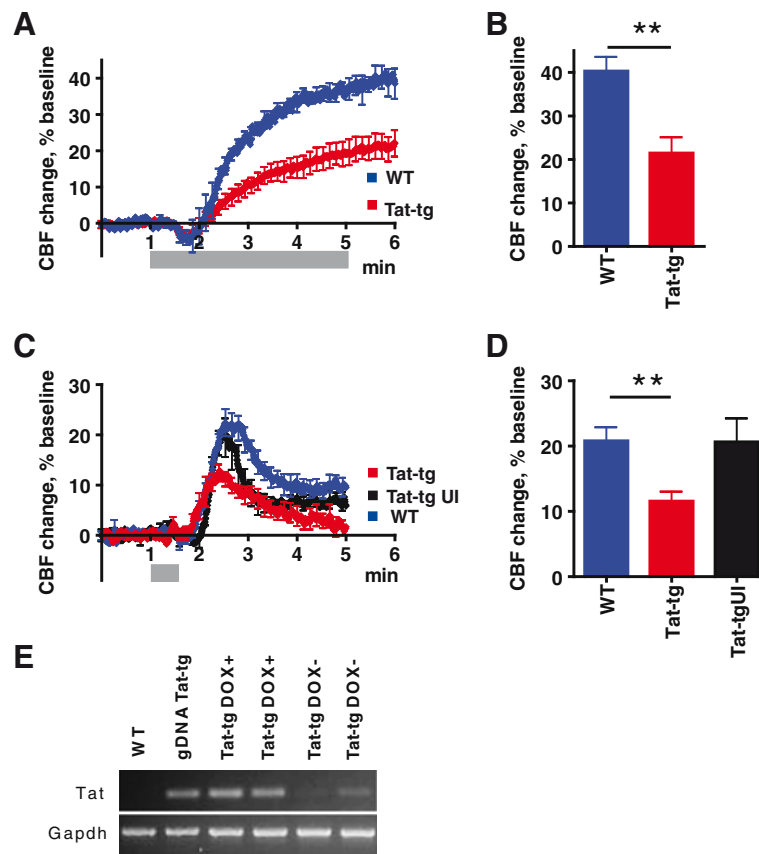 A
CBF change, % baseline
40
30
20
10
0
1 2 3 4 5 6
min
WT
Tat-tg
B
**
CBF change, % baseline
40
30
20
10
0
WT
Tat-tg
C
CBF change, % baseline
30
20
10
0
1 2 3 4 5 6
min
Tat-tg
Tat-tg UI
WT
D
**
CBF change, % baseline
30
20
10
0
WT
Tat-tg
Tat-tgUI
E
WT
gDNA Tat-tg
Tat-tg DOX+
Tat-tg DOX+
Tat-tg DOX-
Tat-tg DOX-
Tat
Gapdh